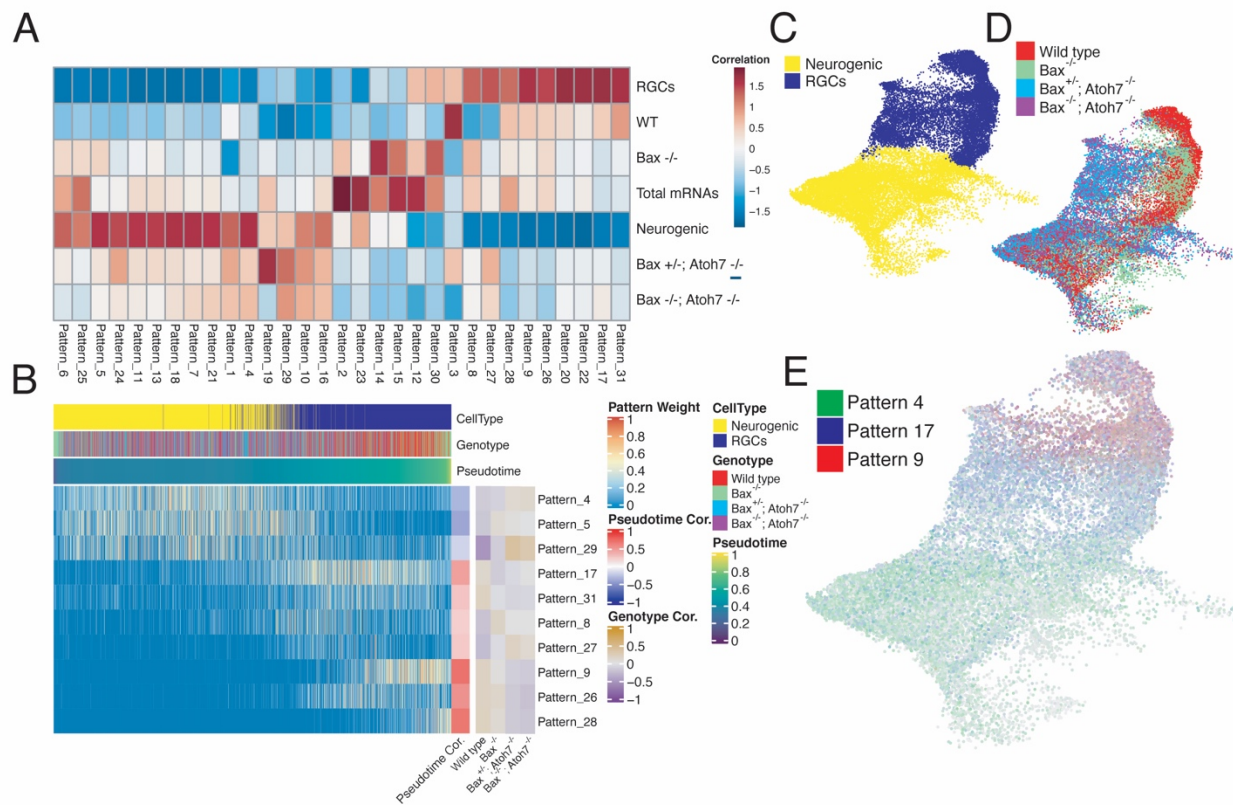 A
Correlation
1.5
1
0.5
0
−0.5
−1
−1.5
RGCs
WT
Bax -/-
Total mRNAs
Neurogenic
Bax +/-; Atoh7 -/-
Bax -/-; Atoh7 -/-
Pattern_6
Pattern_25
Pattern_5
Pattern_24
Pattern_11
Pattern_13
Pattern_18
Pattern_7
Pattern_21
Pattern_1
Pattern_4
Pattern_19
Pattern_29
Pattern_10
Pattern_16
Pattern_2
Pattern_23
Pattern_14
Pattern_15
Pattern_12
Pattern_30
Pattern_3
Pattern_8
Pattern_27
Pattern_28
Pattern_9
Pattern_26
Pattern_20
Pattern_22
Pattern_17
Pattern_31
B
CellType
Genotype
Pseudotime
Pattern_4
Pattern_5
Pattern_29
Pattern_17
Pattern_31
Pattern_8
Pattern_27
Pattern_9
Pattern_26
Pattern_28
Pseudotime Cor.
Wild type
Bax -/-
Bax +/-; Atoh7 -/-
Bax -/-; Atoh7 -/-
Pattern Weight
1
0.8
0.6
0.4
0.2
0
Pseudotime Cor.
1
0.5
0
−0.5
−1
Genotype Cor.
1
0.5
0
−0.5
−1
CellType
Neurogenic
RGCs
Genotype
Wild type
Bax-/-
Bax+/-; Atoh7-/-
Bax-/-; Atoh7-/-
Pseudotime
1
0.8
0.6
0.4
0.2
0
C
Neurogenic
RGCs
D
Wild type
Bax-/-
Bax+/-; Atoh7-/-
Bax-/-; Atoh7-/-
E
Pattern 4
Pattern 17
Pattern 9